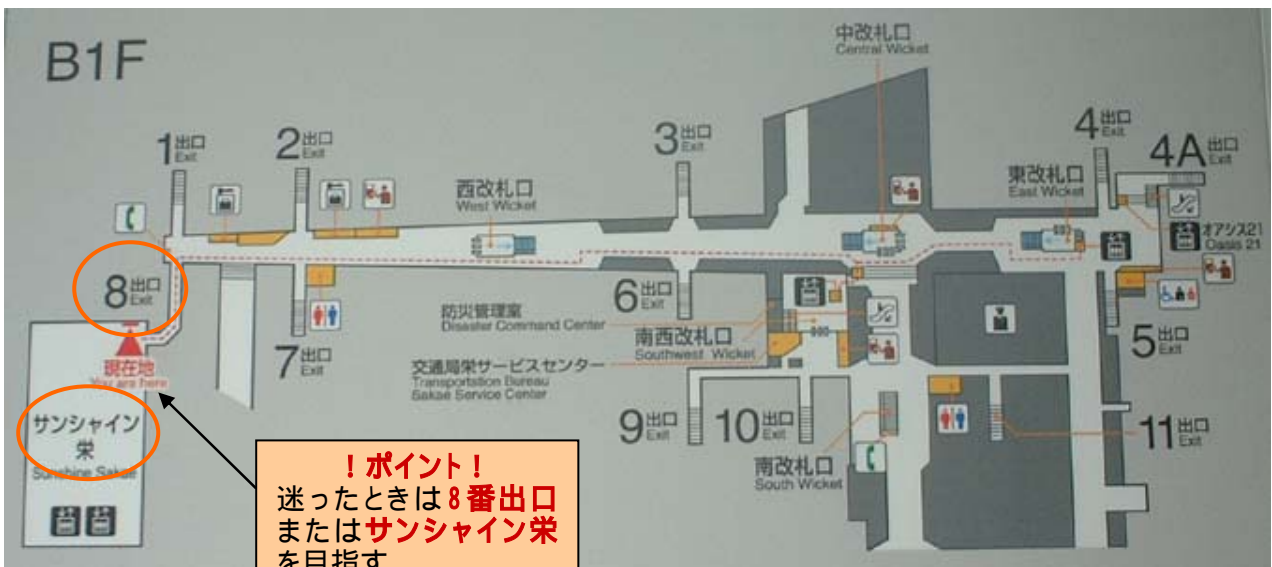 B1F
中改札口
Central Wicket
1出口
Exit
2出口
Exit
3出口
Exit
4出口
Exit
4A出口
Exit
西改札口
West Wicket
東改札口
East Wicket
オアシス21
Oasis 21
8出口
Exit
6出口
Exit
防災管理室
Disaster Command Center
南西改札口
Southwest Wicket
5出口
Exit
7出口
Exit
交通局栄サービスセンター
Transportation Bureau
Sakae Service Center
現在地
You are here
サンシャイン
栄
Sunshine Sakae
9出口
Exit
10出口
Exit
11出口
Exit
南改札口
South Wicket
！ポイント！
迷ったときは8番出口
またはサンシャイン栄
を目指す